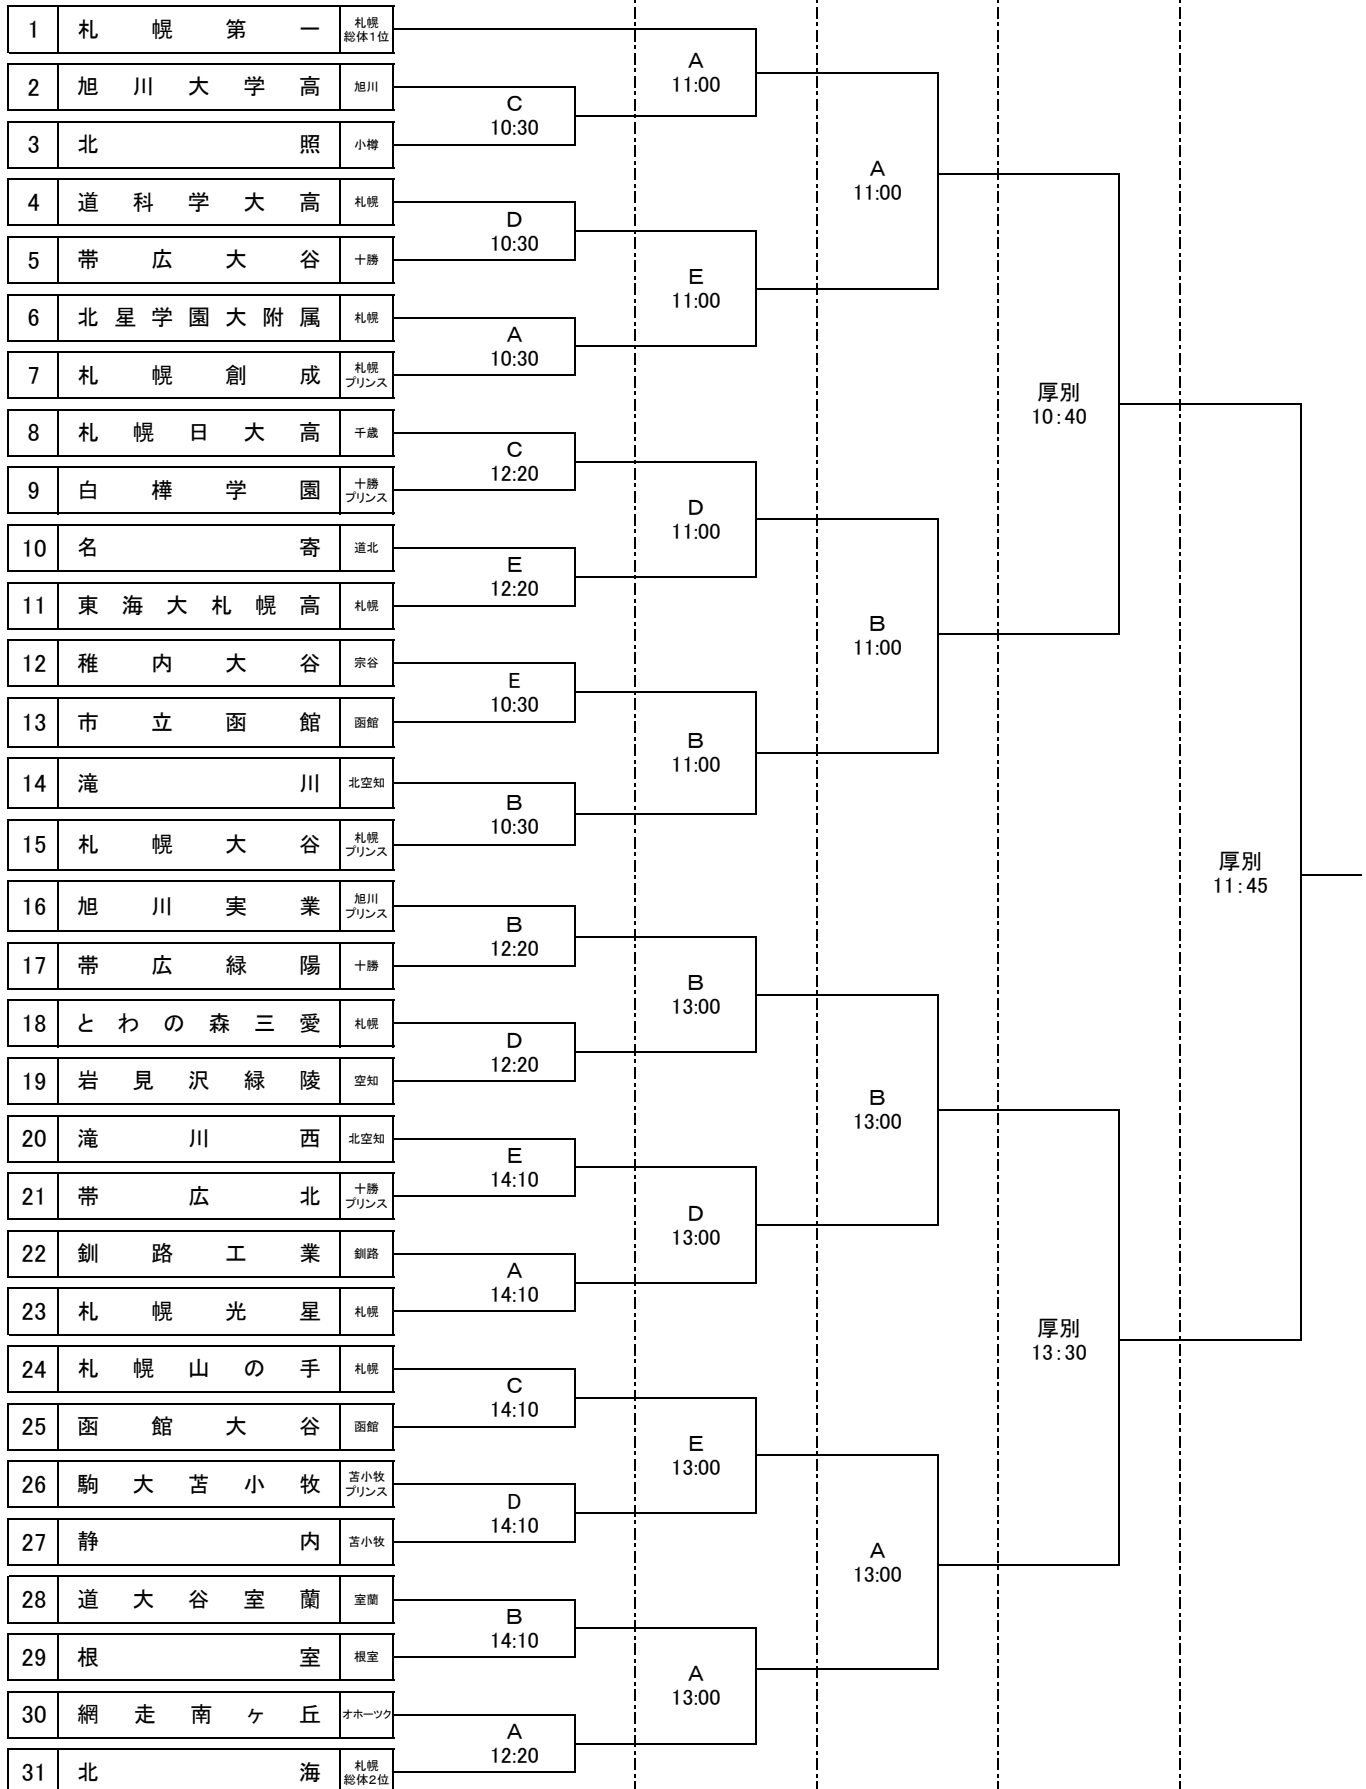 1 札幌第一 札幌 総体1位
2 旭川大学高 旭川
3 北照 小樽
4 道科学大高 札幌
5 帯広大谷 十勝
6 北星学園大附属 札幌
7 札幌創成 札幌 プリンス
8 札幌日大高 千歳
9 白樺学園 十勝 プリンス
10 名寄 道北
11 東海大札幌高 札幌
12 稚内大谷 宗谷
13 市立函館 函館
14 滝川 北空知
15 札幌大谷 札幌 プリンス
16 旭川実業 旭川 プリンス
17 帯広緑陽 十勝
18 とわの森三愛 札幌
19 岩見沢緑陵 空知
20 滝川西 北空知
21 帯広北 十勝 プリンス
22 釧路工業 釧路
23 札幌光星 札幌
24 札幌山の手 札幌
25 函館大谷 函館
26 駒大苫小牧 苫小牧 プリンス
27 静内 苫小牧
28 道大谷室蘭 室蘭
29 根室 根室
30 網走南ヶ丘 オホーツク
31 北海 札幌 総体2位
C
10:30
D
10:30
A
10:30
C
12:20
E
12:20
E
10:30
B
10:30
B
12:20
D
12:20
E
14:10
A
14:10
C
14:10
D
14:10
B
14:10
A
12:20
A
11:00
E
11:00
D
11:00
B
11:00
B
13:00
D
13:00
E
13:00
A
13:00
A
11:00
B
11:00
B
13:00
A
13:00
厚別
10:40
厚別
13:30
厚別
11:45